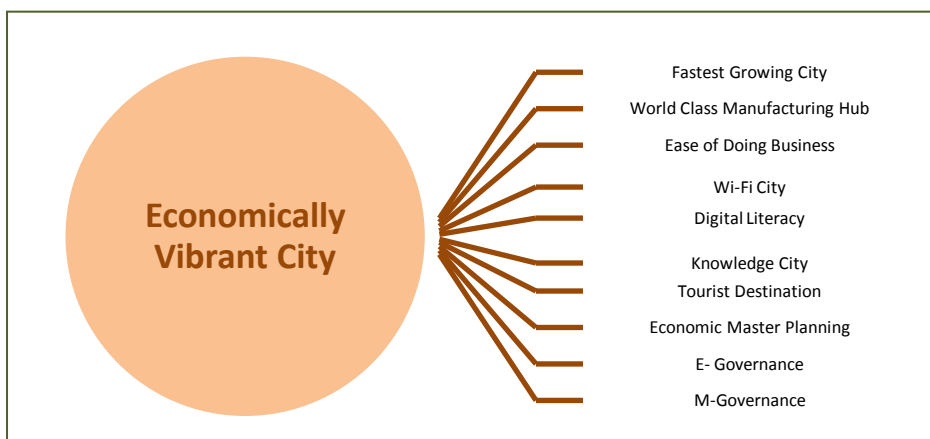 Economically
Vibrant City
Fastest Growing City
World Class Manufacturing Hub
Ease of Doing Business
Wi-Fi City
Digital Literacy
Knowledge City
Tourist Destination
Economic Master Planning
E- Governance
M-Governance